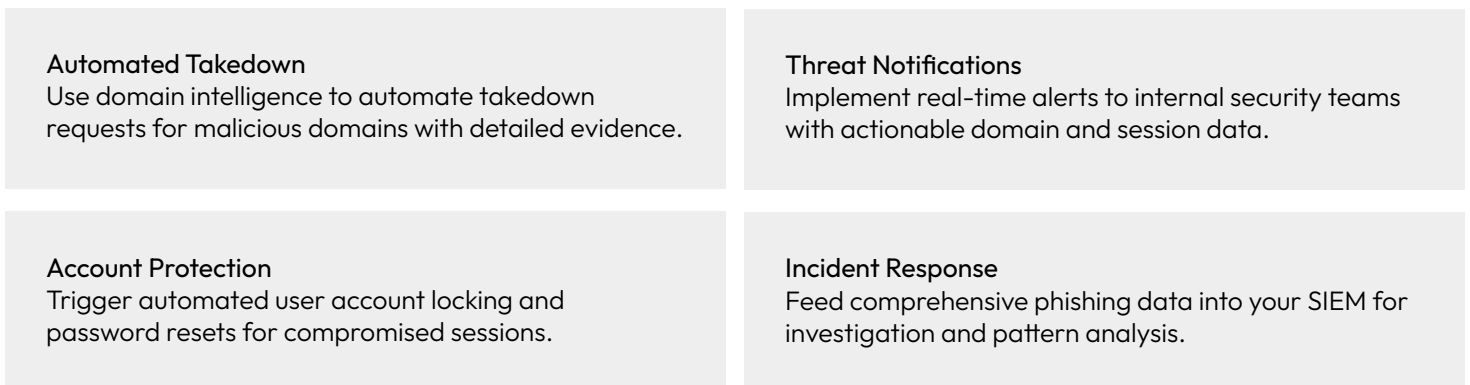 Automated Takedown
Use domain intelligence to automate takedown
requests for malicious domains with detailed evidence.
Threat Notifications
Implement real-time alerts to internal security teams
with actionable domain and session data.
Account Protection
Trigger automated user account locking and
password resets for compromised sessions.
Incident Response
Feed comprehensive phishing data into your SIEM for
investigation and pattern analysis.